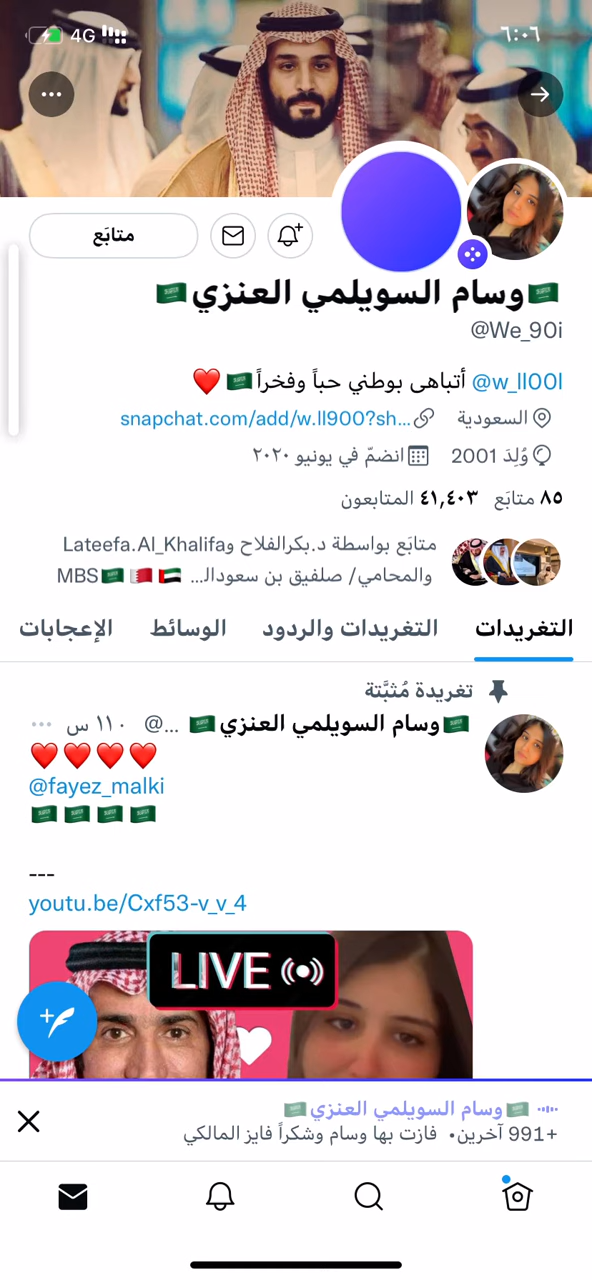 ٦:٠٦
4G
متابَع
🇸🇦وسام السويلمي العنزي🇸🇦
@We_90i
@w_ll00l أتباهى بوطني حباً وفخراً🇸🇦❤️
السعودية
snapchat.com/add/w.ll900?sh...
وُلِدَ 2001
انضمّ في يونيو ٢٠٢٠
٨٥ متابَع ٤١,٤٠٣ المتابعون
متابَع بواسطة د.بكرالفلاح وLateefa.Al_Khalifa
والمحامي/ صلفيق بن سعودالـ... MBS🇸🇦 🇧🇭 🇦🇪
التغريدات
التغريدات والردود
الوسائط
الإعجابات
تغريدة مُثبَّتة
🇸🇦وسام السويلمي العنزي🇸🇦 @... · ١١٠ س
❤️❤️❤️❤️
@fayez_malki
🇸🇦🇸🇦🇸🇦🇸🇦
---
youtu.be/Cxf53-v_v_4
LIVE
🇸🇦وسام السويلمي العنزي🇸🇦
+991 آخرين• فازت بها وسام وشكراً فايز المالكي